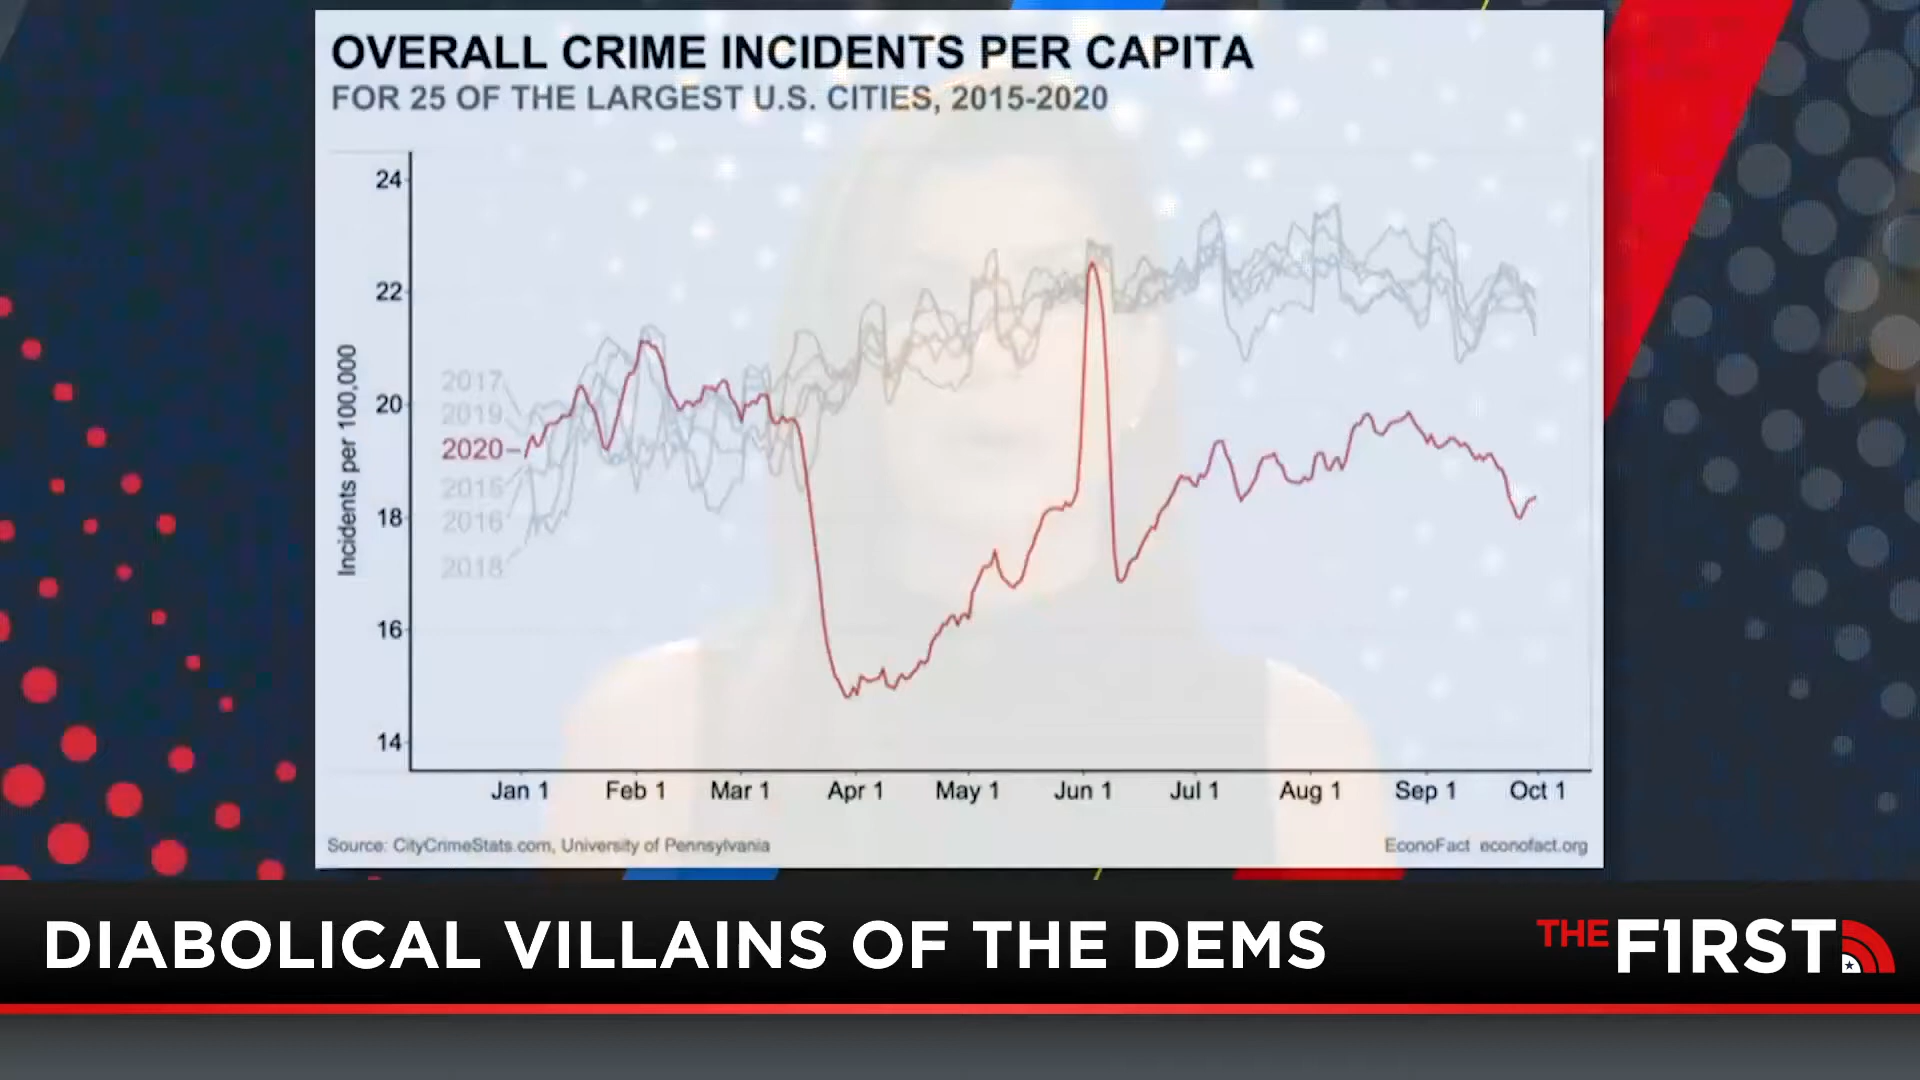 OVERALL CRIME INCIDENTS PER CAPITA
FOR 25 OF THE LARGEST U.S. CITIES, 2015-2020
Incidents per 100,000
24
22
20
18
16
14
2017
2019
2020
2015
2016
2018
Jan 1 Feb 1 Mar 1 Apr 1 May 1 Jun 1 Jul 1 Aug 1 Sep 1 Oct 1
Source: CityCrimeStats.com, University of Pennsylvania
EconoFact econofact.org
DIABOLICAL VILLAINS OF THE DEMS
THE F1RST